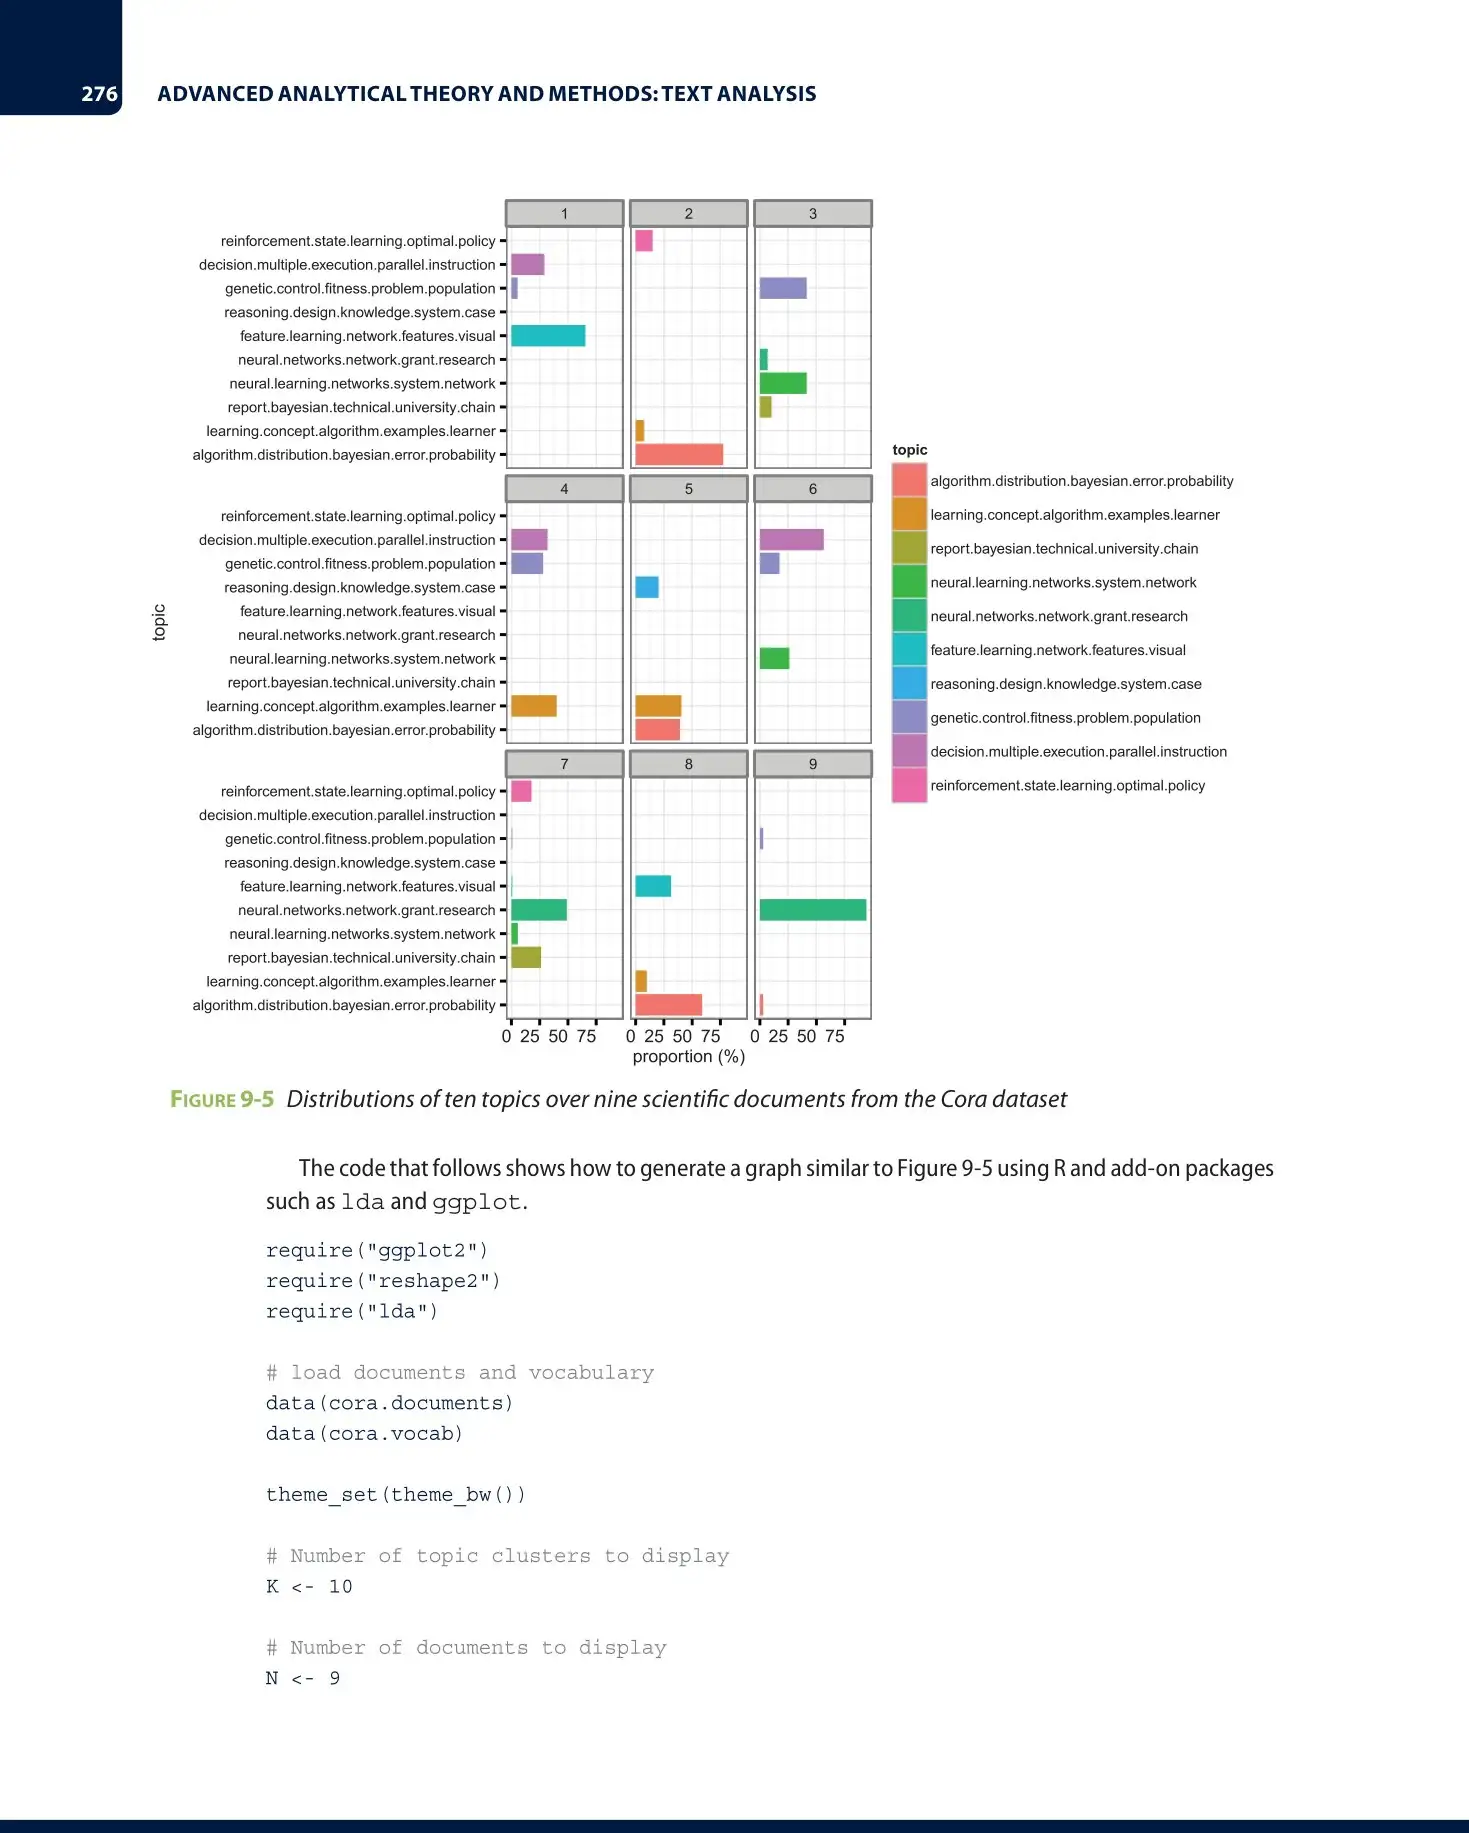 276 ADVANCED ANALYTICAL THEORY AND METHODS: TEXT ANALYSIS
1 2 3
reinforcement.state.learning.optimal.policy
decision.multiple.execution.parallel.instruction
genetic.control.fitness.problem.population
reasoning.design.knowledge.system.case
feature.learning.network.features.visual
neural.networks.network.grant.research
neural.learning.networks.system.network
report.bayesian.technical.university.chain
learning.concept.algorithm.examples.learner
algorithm.distribution.bayesian.error.probability
4 5 6
reinforcement.state.learning.optimal.policy
decision.multiple.execution.parallel.instruction
genetic.control.fitness.problem.population
reasoning.design.knowledge.system.case
feature.learning.network.features.visual
neural.networks.network.grant.research
neural.learning.networks.system.network
report.bayesian.technical.university.chain
learning.concept.algorithm.examples.learner
algorithm.distribution.bayesian.error.probability
7 8 9
reinforcement.state.learning.optimal.policy
decision.multiple.execution.parallel.instruction
genetic.control.fitness.problem.population
reasoning.design.knowledge.system.case
feature.learning.network.features.visual
neural.networks.network.grant.research
neural.learning.networks.system.network
report.bayesian.technical.university.chain
learning.concept.algorithm.examples.learner
algorithm.distribution.bayesian.error.probability
0 25 50 75 0 25 50 75 0 25 50 75
proportion (%)
topic
topic
algorithm.distribution.bayesian.error.probability
learning.concept.algorithm.examples.learner
report.bayesian.technical.university.chain
neural.learning.networks.system.network
neural.networks.network.grant.research
feature.learning.network.features.visual
reasoning.design.knowledge.system.case
genetic.control.fitness.problem.population
decision.multiple.execution.parallel.instruction
reinforcement.state.learning.optimal.policy
FIGURE 9-5 Distributions of ten topics over nine scientific documents from the Cora dataset
The code that follows shows how to generate a graph similar to Figure 9-5 using R and add-on packages
such as lda and ggplot.
require("ggplot2")
require("reshape2")
require("lda")
# load documents and vocabulary
data(cora.documents)
data(cora.vocab)
theme_set(theme_bw())
# Number of topic clusters to display
K <- 10
# Number of documents to display
N <- 9